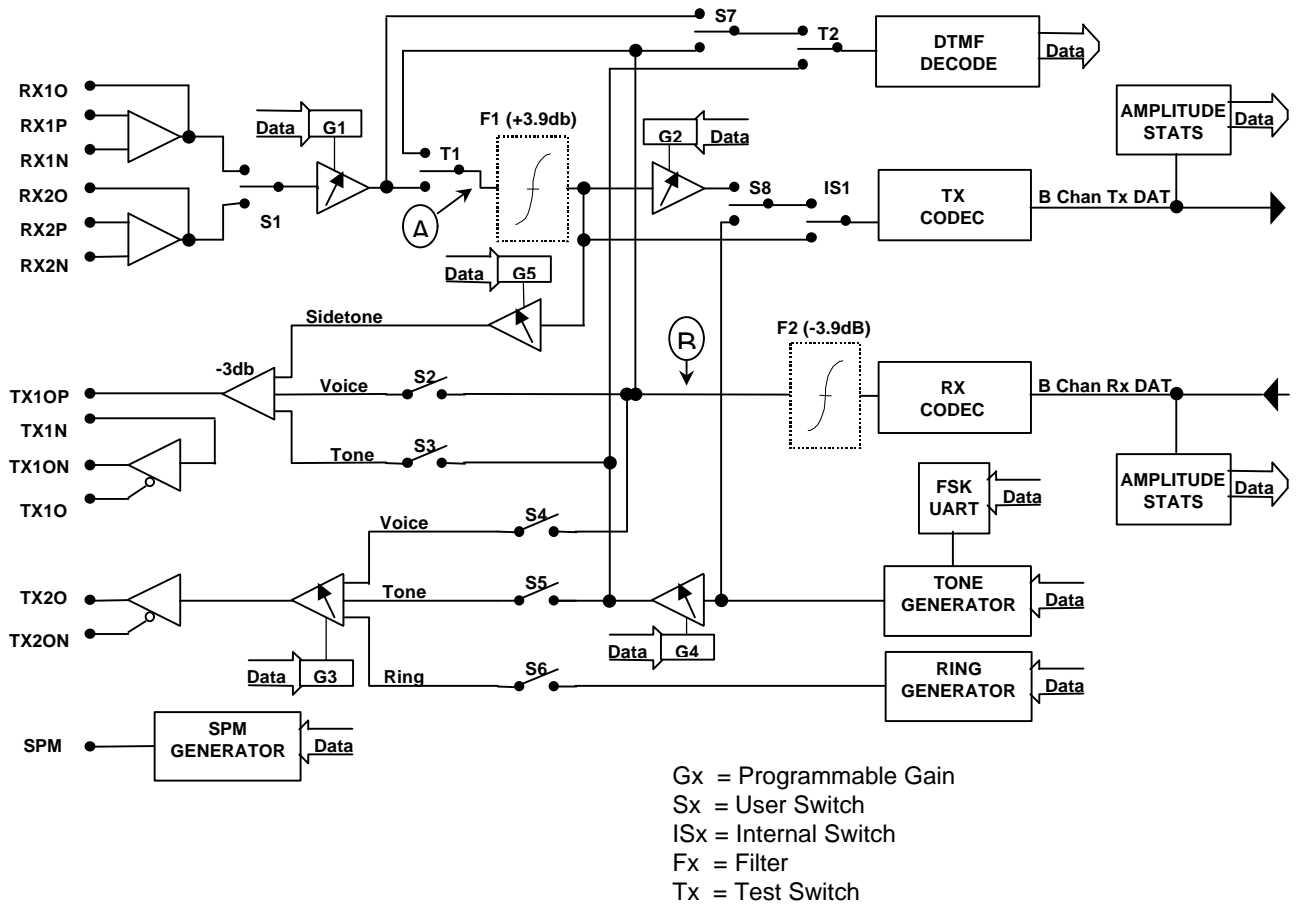 S7
T2
DTMF
DECODE
Data
RX1O
RX1P
RX1N
RX2O
RX2P
RX2N
S1
Data
G1
T1
A
F1 (+3.9db)
G2
Data
S8
IS1
TX
CODEC
AMPLITUDE
STATS
Data
B Chan Tx DAT
Data
G5
Sidetone
-3db
TX1OP
TX1N
TX1ON
TX1O
Voice
S2
Tone
S3
B
F2 (-3.9dB)
RX
CODEC
B Chan Rx DAT
AMPLITUDE
STATS
Data
FSK
UART
Data
Voice
S4
TX2O
TX2ON
Tone
S5
TONE
GENERATOR
Data
Data
G4
Data
G3
Ring
S6
RING
GENERATOR
Data
SPM
SPM
GENERATOR
Data
Gx = Programmable Gain
Sx = User Switch
ISx = Internal Switch
Fx = Filter
Tx = Test Switch